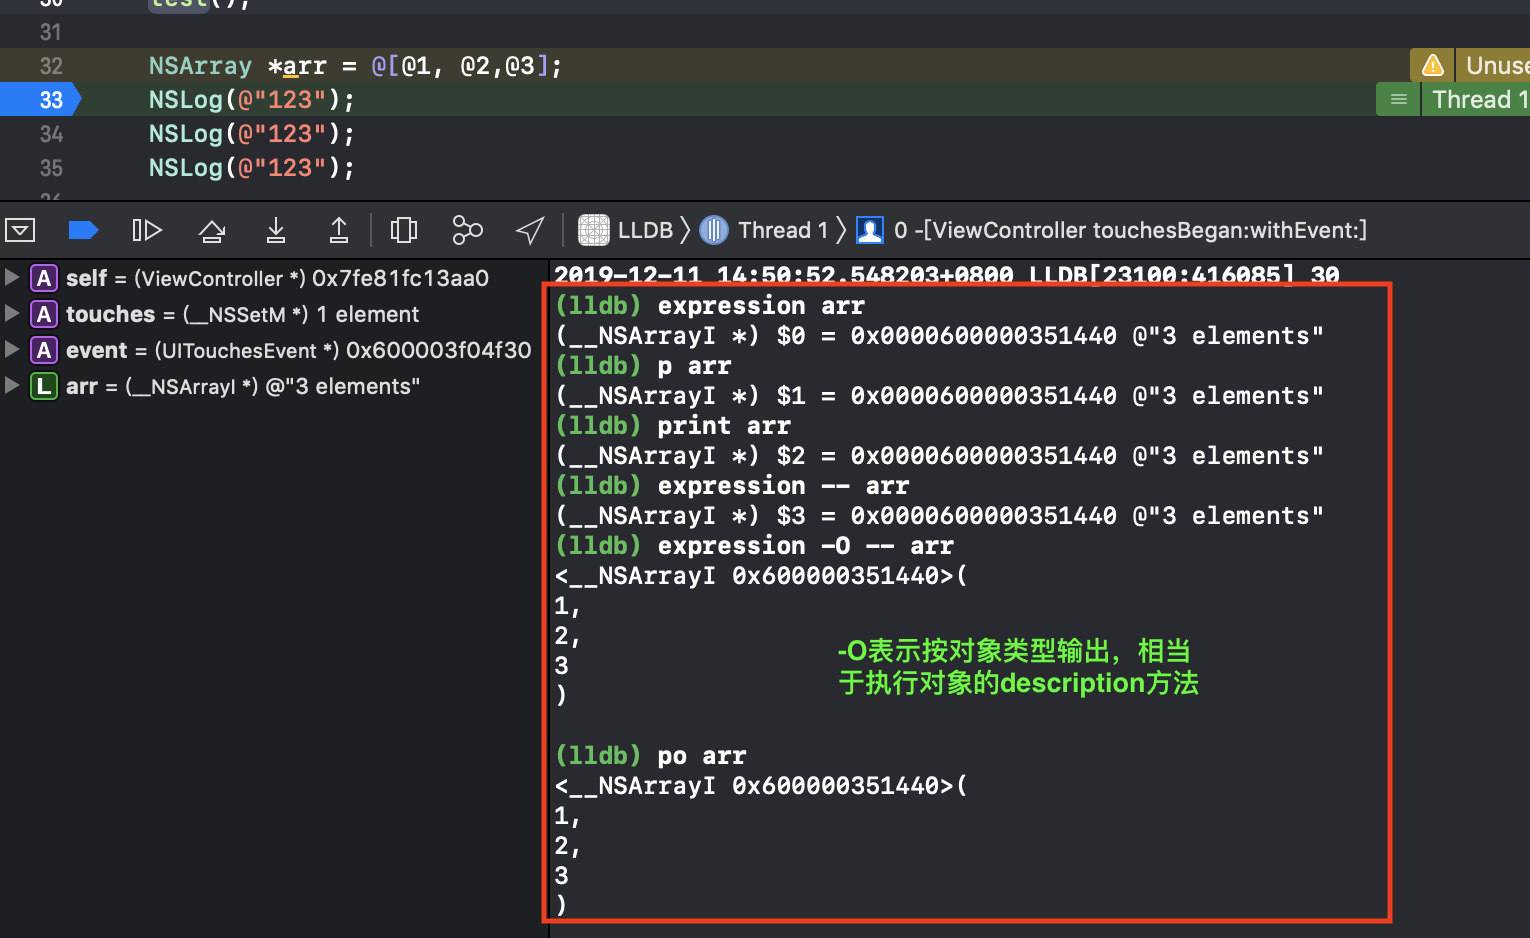 30 test();
31
32 NSArray *arr = @[@1, @2,@3];
33 NSLog(@"123");
Thread 1
34 NSLog(@"123");
35 NSLog(@"123");
LLDB 〉 Thread 1 〉 0 -[ViewController touchesBegan:withEvent:]
A self = (ViewController *) 0x7fe81fc13aa0
A touches = (__NSSetM *) 1 element
A event = (UITouchesEvent *) 0x600003f04f30
L arr = (__NSArrayI *) @"3 elements"
2019-12-11 14:50:52.548203+0800 LLDB[23100:416085] 30
(lldb) expression arr
(__NSArrayI *) $0 = 0x0000600000351440 @"3 elements"
(lldb) p arr
(__NSArrayI *) $1 = 0x0000600000351440 @"3 elements"
(lldb) print arr
(__NSArrayI *) $2 = 0x0000600000351440 @"3 elements"
(lldb) expression -- arr
(__NSArrayI *) $3 = 0x0000600000351440 @"3 elements"
(lldb) expression -O -- arr
<__NSArrayI 0x600000351440>(
1,
2,
3
)
-O表示按对象类型输出，相当
于执行对象的description方法
(lldb) po arr
<__NSArrayI 0x600000351440>(
1,
2,
3
)